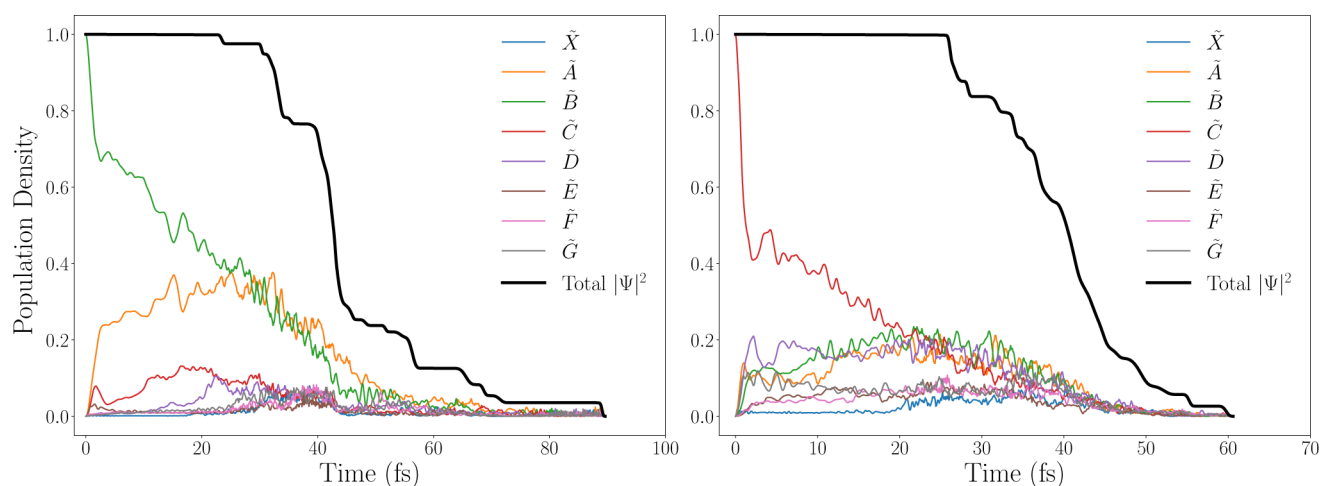 Population Density
1.0
0.8
0.6
0.4
0.2
0.0
0 20 40 60 80 100
Time (fs)
X̃
Ã
B̃
C̃
D̃
Ẽ
F̃
G̃
Total |Ψ|²
1.0
0.8
0.6
0.4
0.2
0.0
0 10 20 30 40 50 60 70
Time (fs)
X̃
Ã
B̃
C̃
D̃
Ẽ
F̃
G̃
Total |Ψ|²